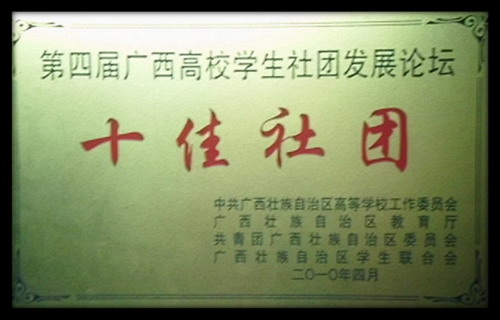 第四届广西高校学生社团发展论坛
十佳社团
中共广西壮族自治区高等学校工作委员会
广西壮族自治区教育厅
共青团广西壮族自治区委员会
广西壮族自治区学生联合会
二〇一〇年四月